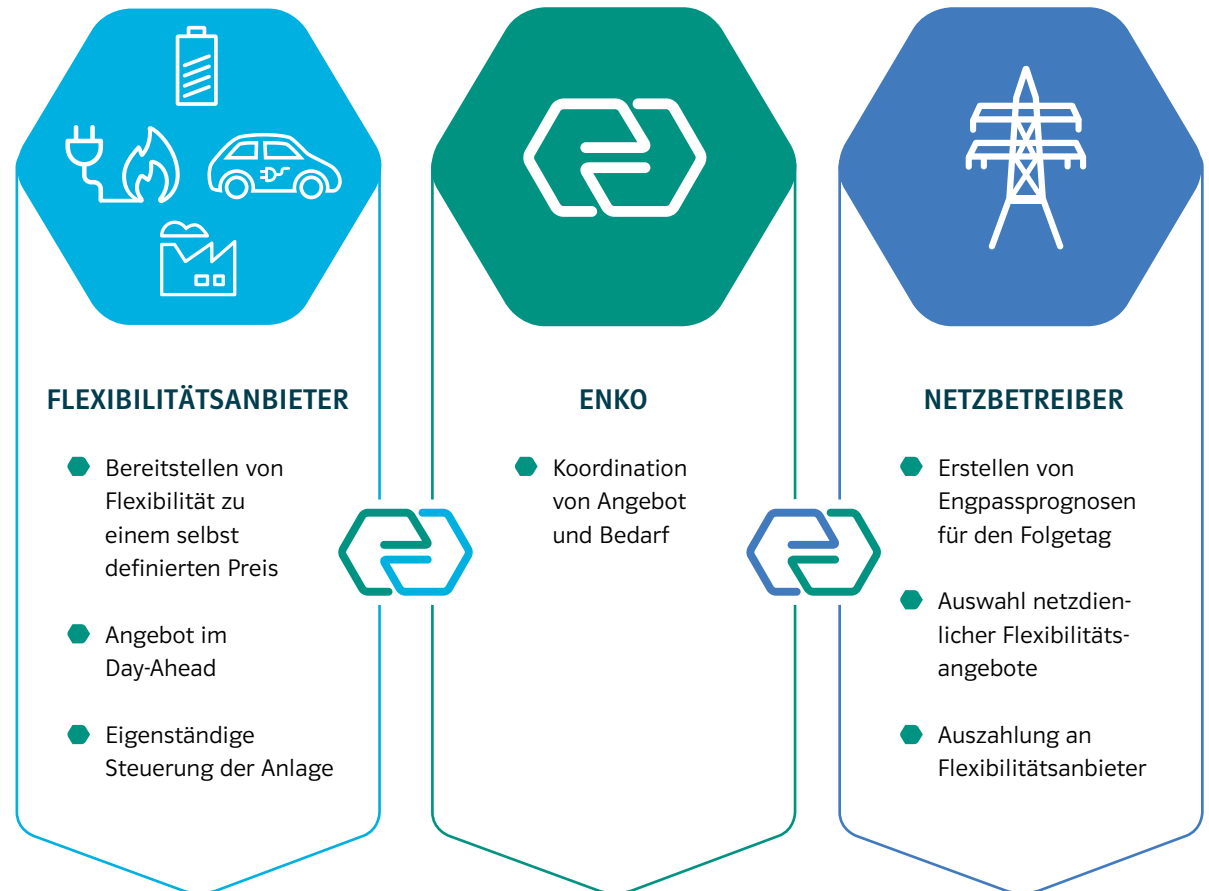 FLEXIBILITÄTSANBIETER
Bereitstellen von
Flexibilität zu
einem selbst
definierten Preis
Angebot im
Day-Ahead
Eigenständige
Steuerung der Anlage
ENKO
Koordination
von Angebot
und Bedarf
NETZBETREIBER
Erstellen von
Engpassprognosen
für den Folgetag
Auswahl netzdien-
licher Flexibilitäts-
angebote
Auszahlung an
Flexibilitätsanbieter